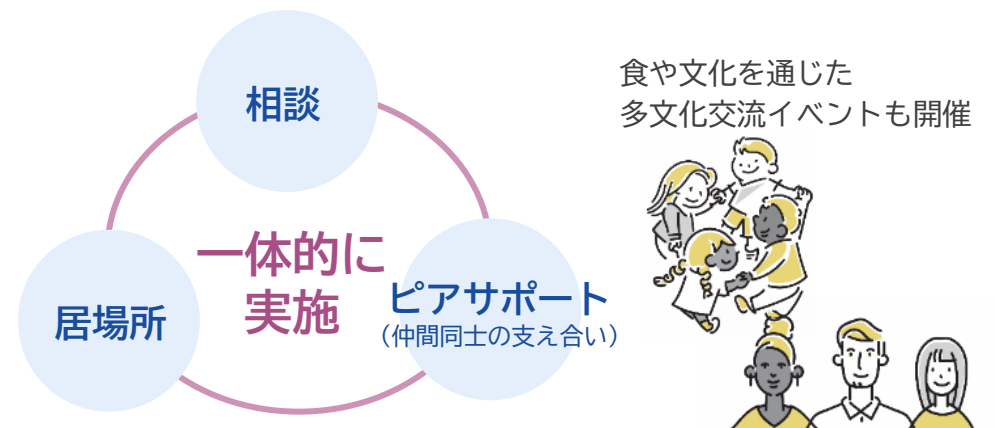 相談
食や文化を通じた
多文化交流イベントも開催
一体的に
実施
居場所
ピアサポート
（仲間同士の支え合い）